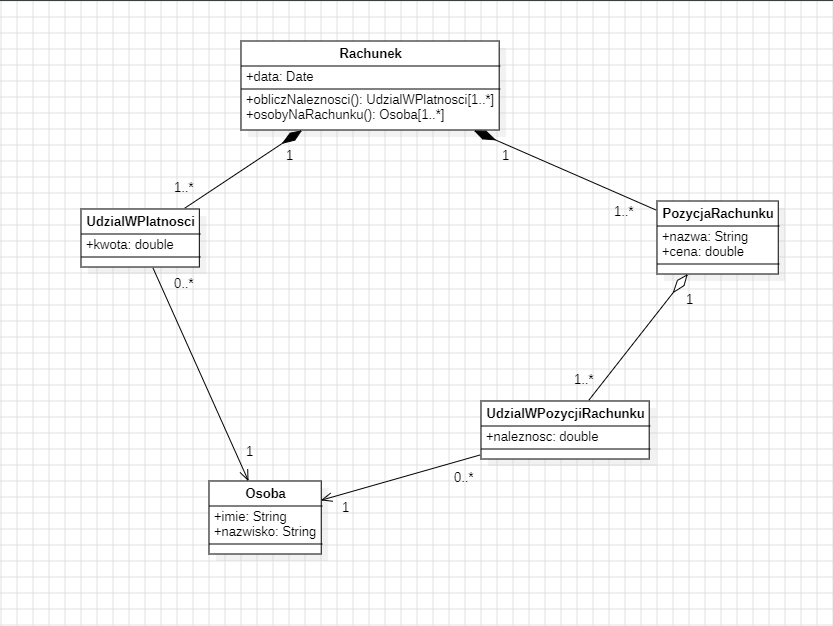 Rachunek
+data: Date
+obliczNaleznosci(): UdzialWPlatnosci[1..*]
+osobyNaRachunku(): Osoba[1..*]
1
1
1..*
1..*
UdzialWPlatnosci
+kwota: double
PozycjaRachunku
+nazwa: String
+cena: double
0..*
1
1..*
UdzialWPozycjiRachunku
+naleznosc: double
1
0..*
Osoba
+imie: String
+nazwisko: String
1